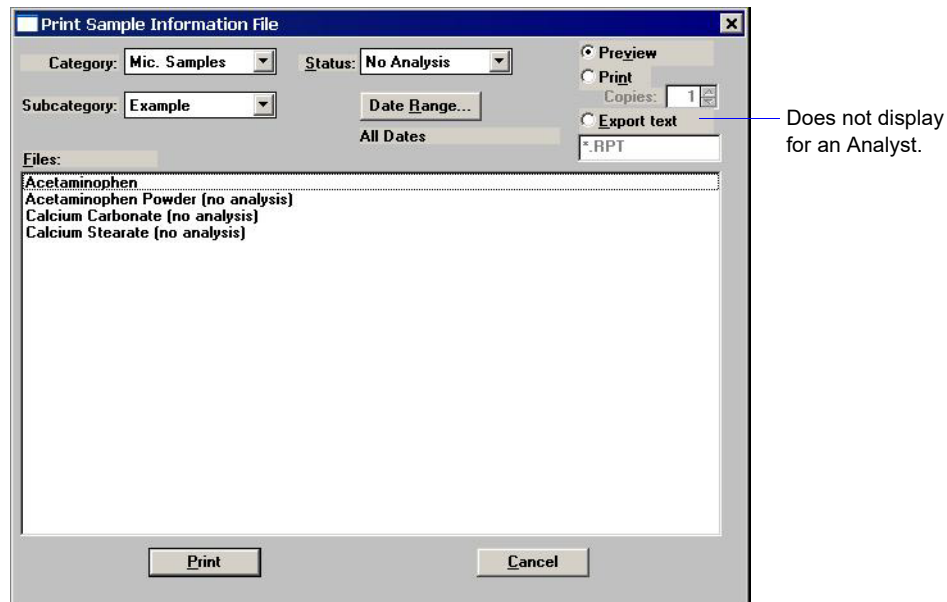 Print Sample Information File
Category: Mic. Samples
Status: No Analysis
Preview
Print
Copies: 1
Subcategory: Example
Date Range...
Export text
All Dates
*.RPT
Files:
Acetaminophen
Acetaminophen Powder (no analysis)
Calcium Carbonate (no analysis)
Calcium Stearate (no analysis)
Print
Cancel
Does not display
for an Analyst.